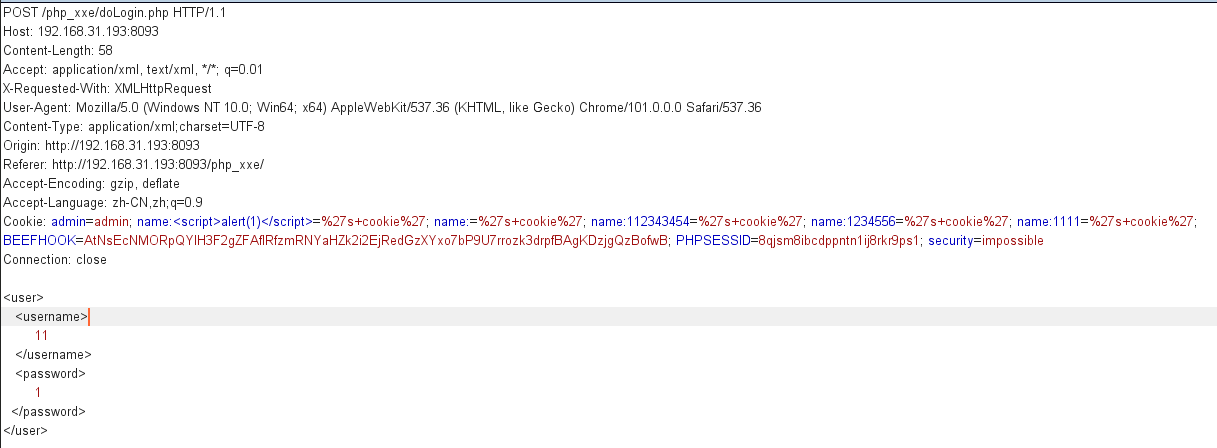 POST /php_xxe/doLogin.php HTTP/1.1
Host: 192.168.31.193:8093
Content-Length: 58
Accept: application/xml, text/xml, */*; q=0.01
X-Requested-With: XMLHttpRequest
User-Agent: Mozilla/5.0 (Windows NT 10.0; Win64; x64) AppleWebKit/537.36 (KHTML, like Gecko) Chrome/101.0.0.0 Safari/537.36
Content-Type: application/xml;charset=UTF-8
Origin: http://192.168.31.193:8093
Referer: http://192.168.31.193:8093/php_xxe/
Accept-Encoding: gzip, deflate
Accept-Language: zh-CN,zh;q=0.9
Cookie: admin=admin; name:<script>alert(1)</script>=%27s+cookie%27; name:=%27s+cookie%27; name:112343454=%27s+cookie%27; name:1234556=%27s+cookie%27; name:1111=%27s+cookie%27;
BEEFHOOK=AtNsEcNMORpQYlH3F2gZFAflRfzmRNYaHZk2i2EjRedGzXYxo7bP9U7rrozk3drpfBAgKDzjgQzBofwB; PHPSESSID=8qjsm8ibcdppntn1ij8rkr9ps1; security=impossible
Connection: close
<user>
<username>
11
</username>
<password>
1
</password>
</user>